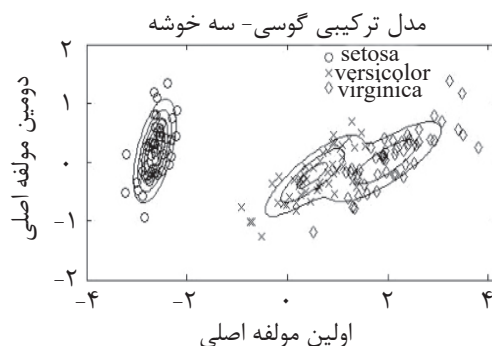 مدل ترکیبی گوسی- سه خوشه
setosa
versicolor
virginica
دومین مولفه اصلی
۲
۱
۰
−۱
−۲
−۴
−۲
۰
۲
۴
اولین مولفه اصلی